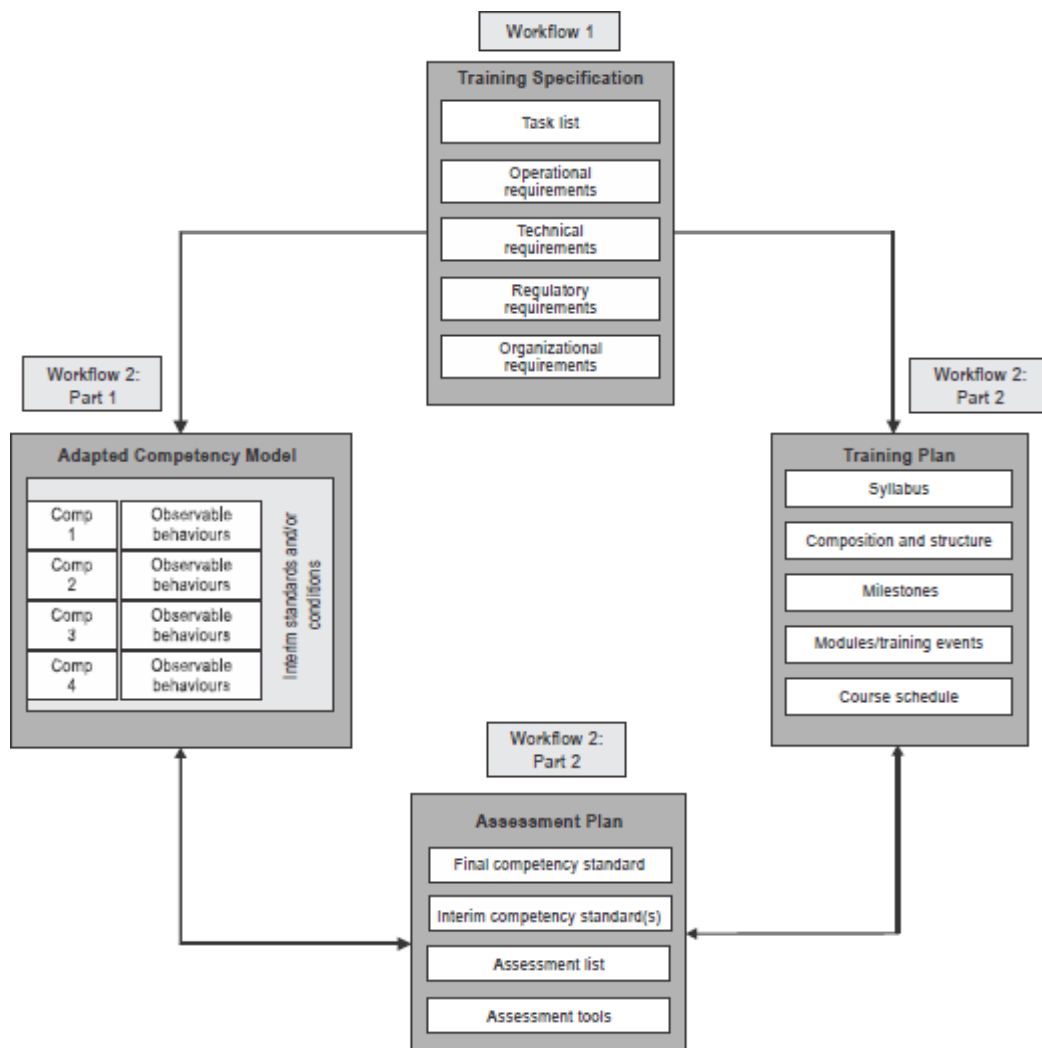 Workflow 1
Training Specification
Task list
Operational
requirements
Technical
requirements
Regulatory
requirements
Organizational
requirements
Workflow 2:
Part 1
Workflow 2:
Part 2
Adapted Competency Model
Comp
1
Observable
behaviours
Comp
2
Observable
behaviours
Comp
3
Observable
behaviours
Comp
4
Observable
behaviours
Interim standards and/or
conditions
Training Plan
Syllabus
Composition and structure
Milestones
Modules/training events
Course schedule
Workflow 2:
Part 2
Assessment Plan
Final competency standard
Interim competency standard(s)
Assessment list
Assessment tools